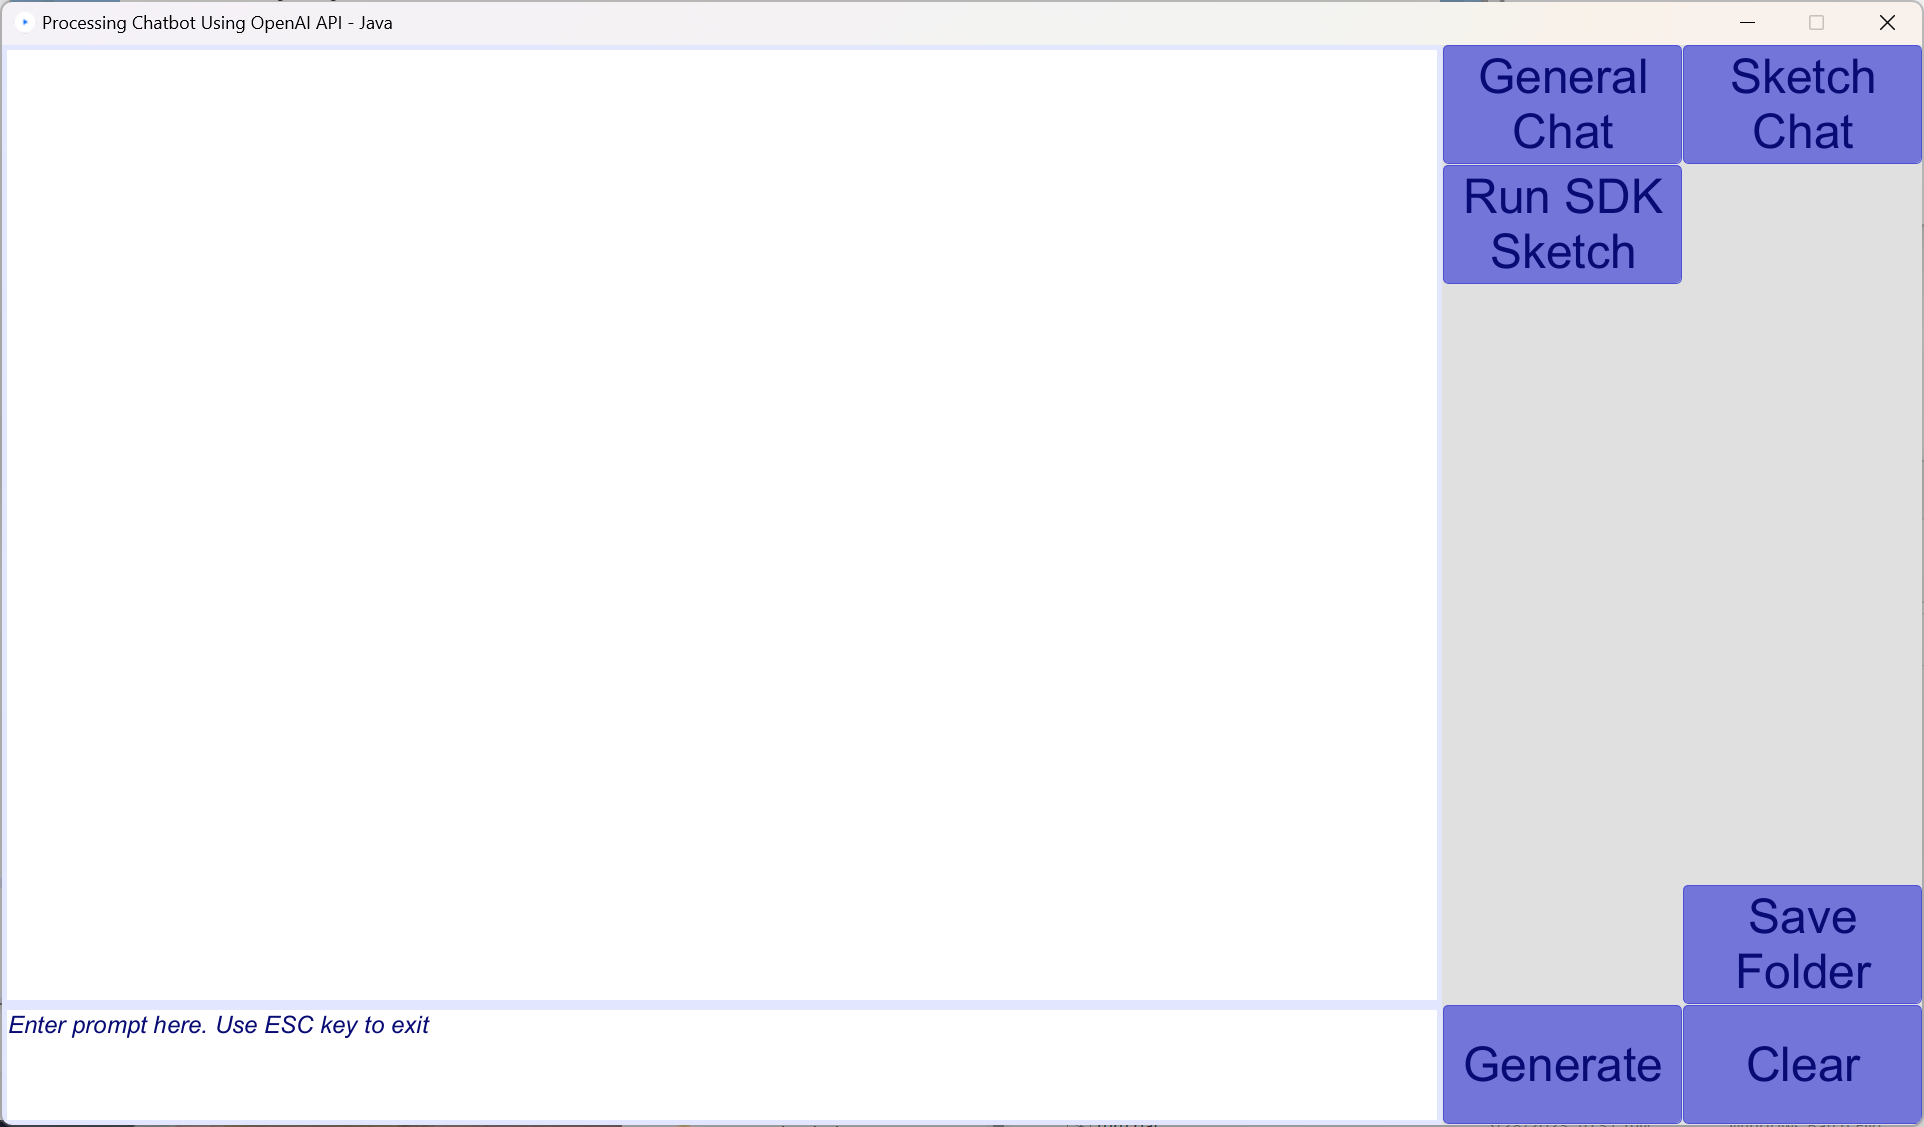 Processing Chatbot Using OpenAI API - Java
General
Chat
Sketch
Chat
Run SDK
Sketch
Save
Folder
Enter prompt here. Use ESC key to exit
Generate
Clear